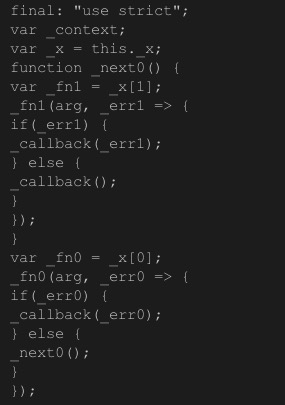 final: "use strict";
var _context;
var _x = this._x;
function _next0() {
var _fn1 = _x[1];
_fn1(arg, _err1 => {
if(_err1) {
_callback(_err1);
} else {
_callback();
}
});
}
var _fn0 = _x[0];
_fn0(arg, _err0 => {
if(_err0) {
_callback(_err0);
} else {
_next0();
}
});